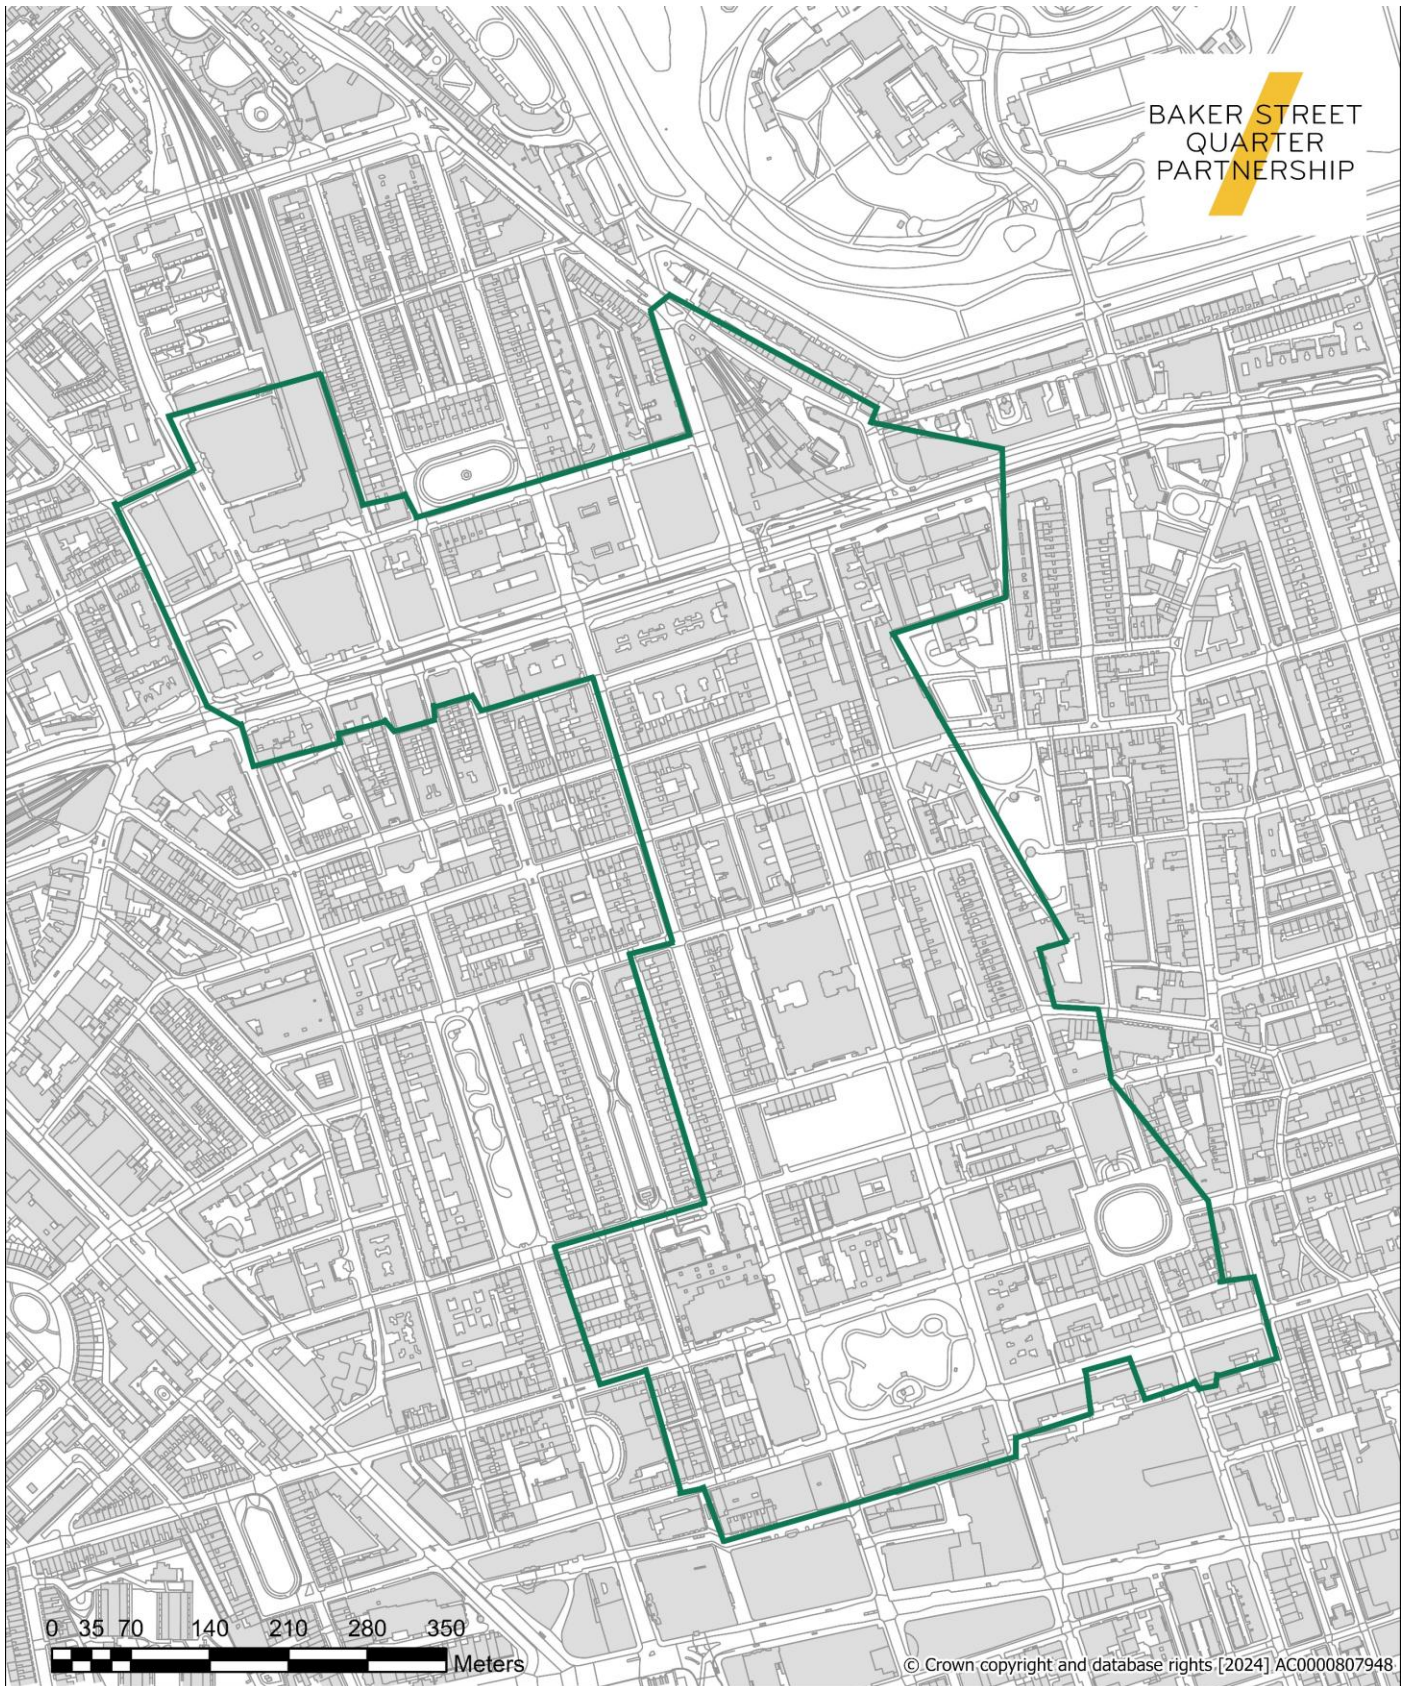 BAKER STREET
QUARTER
PARTNERSHIP
0 35 70 140 210 280 350
Meters
© Crown copyright and database rights [2024] AC0000807948